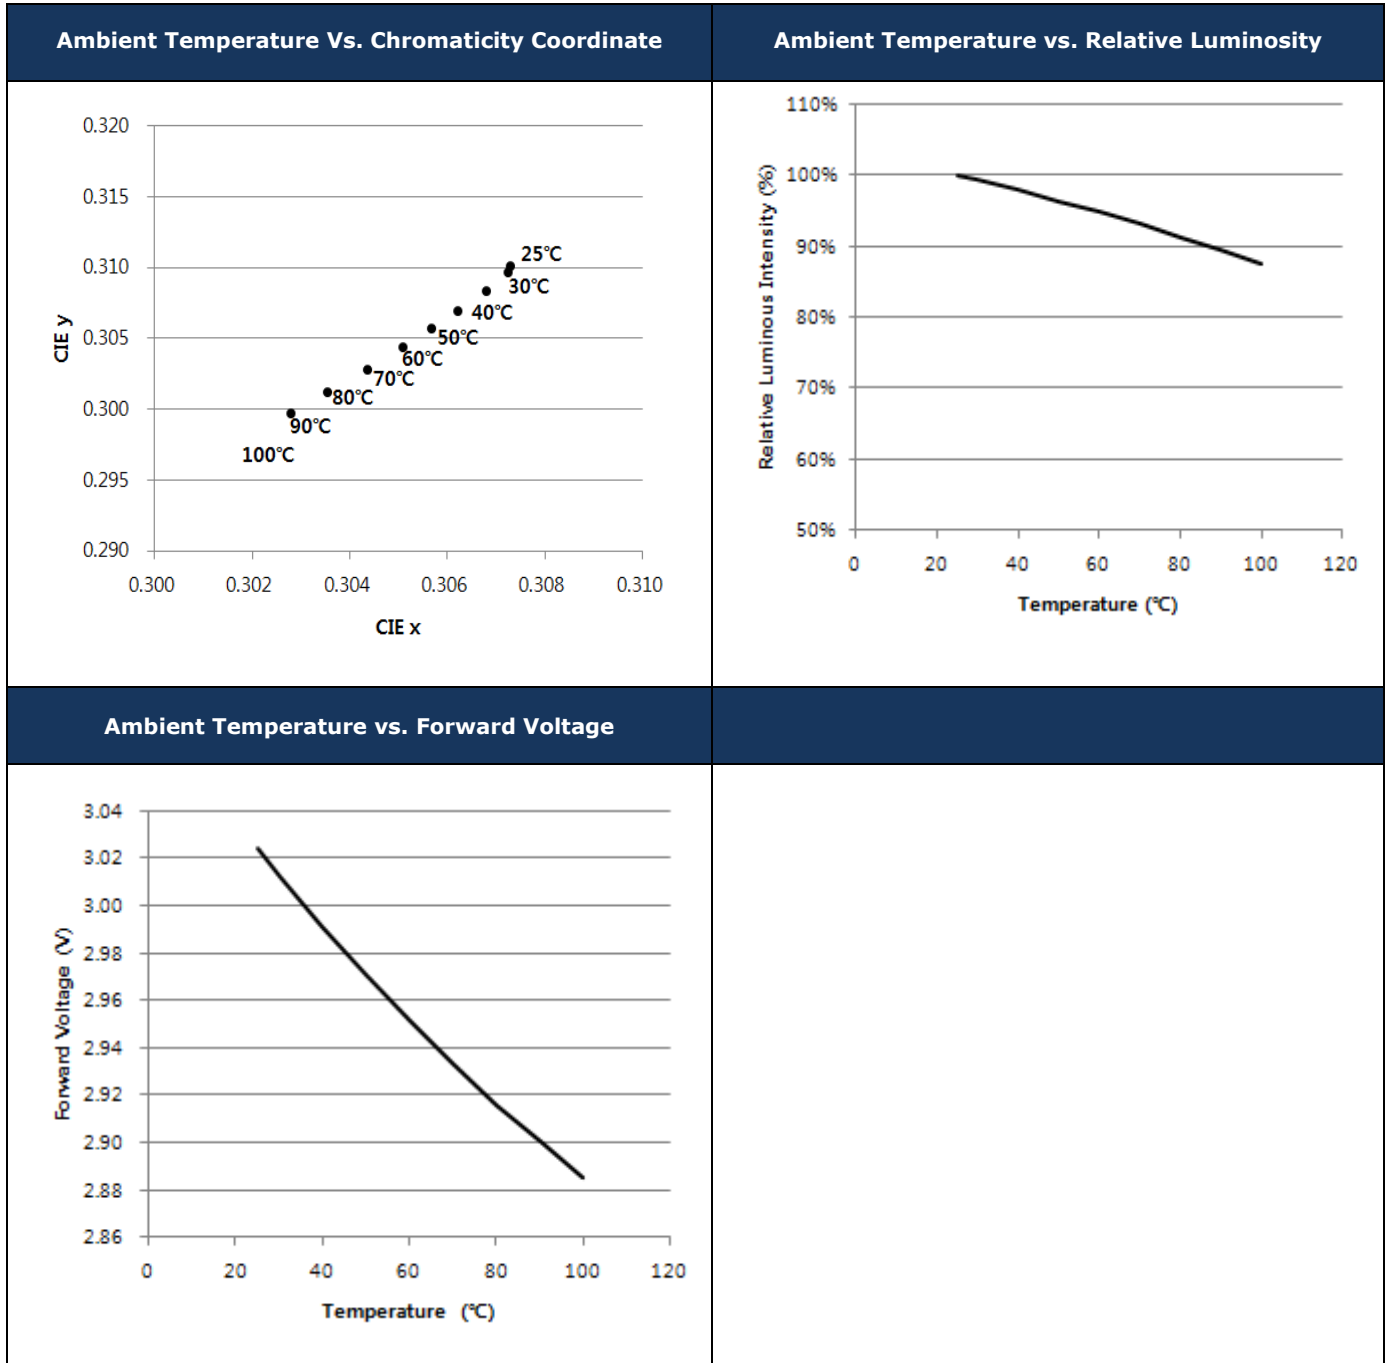 Ambient Temperature Vs. Chromaticity Coordinate
Ambient Temperature vs. Relative Luminosity
0.320
0.315
0.310
0.305
0.300
0.295
0.290
CIE y
25℃
30℃
40℃
50℃
60℃
70℃
80℃
90℃
100℃
0.300 0.302 0.304 0.306 0.308 0.310
CIE x
110%
100%
90%
80%
70%
60%
50%
Relative Luminous Intensity (%)
0 20 40 60 80 100 120
Temperature (℃)
Ambient Temperature vs. Forward Voltage
3.04
3.02
3.00
2.98
2.96
2.94
2.92
2.90
2.88
2.86
Forward Voltage (V)
0 20 40 60 80 100 120
Temperature (℃)